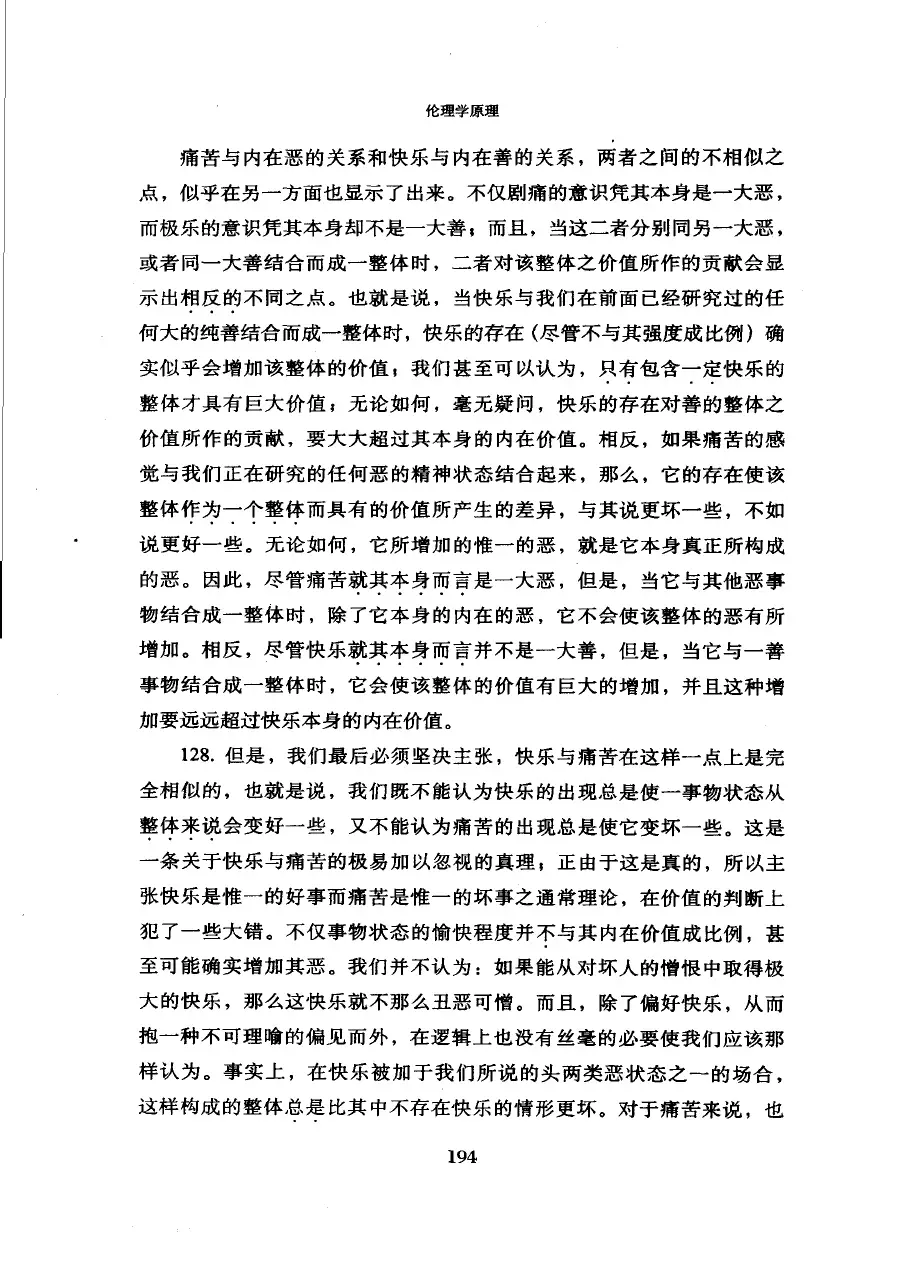 伦理学原理
痛苦与内在恶的关系和快乐与内在善的关系，两者之间的不相似之
点，似乎在另一方面也显示了出来。不仅剧痛的意识凭其本身是一大恶，
而极乐的意识凭其本身却不是一大善；而且，当这二者分别同另一大恶，
或者同一大善结合而成一整体时，二者对该整体之价值所作的贡献会显
示出相反的不同之点。也就是说，当快乐与我们在前面已经研究过的任
何大的纯善结合而成一整体时，快乐的存在（尽管不与其强度成比例）确
实似乎会增加该整体的价值；我们甚至可以认为，只有包含一定快乐的
整体才具有巨大价值；无论如何，毫无疑问，快乐的存在对善的整体之
价值所作的贡献，要大大超过其本身的内在价值。相反，如果痛苦的感
觉与我们正在研究的任何恶的精神状态结合起来，那么，它的存在使该
整体作为一个整体而具有的价值所产生的差异，与其说更坏一些，不如
说更好一些。无论如何，它所增加的惟一的恶，就是它本身真正所构成
的恶。因此，尽管痛苦就其本身而言是一大恶，但是，当它与其他恶事
物结合成一整体时，除了它本身的内在的恶，它不会使该整体的恶有所
增加。相反，尽管快乐就其本身而言并不是一大善，但是，当它与一善
事物结合成一整体时，它会使该整体的价值有巨大的增加，并且这种增
加要远远超过快乐本身的内在价值。
128. 但是，我们最后必须坚决主张，快乐与痛苦在这样一点上是完
全相似的，也就是说，我们既不能认为快乐的出现总是使一事物状态从
整体来说会变好一些，又不能认为痛苦的出现总是使它变坏一些。这是
一条关于快乐与痛苦的极易加以忽视的真理；正由于这是真的，所以主
张快乐是惟一的好事而痛苦是惟一的坏事之通常理论，在价值的判断上
犯了一些大错。不仅事物状态的愉快程度并不与其内在价值成比例，甚
至可能确实增加其恶。我们并不认为：如果能从对坏人的憎恨中取得极
大的快乐，那么这快乐就不那么丑恶可憎。而且，除了偏好快乐，从而
抱一种不可理喻的偏见而外，在逻辑上也没有丝毫的必要使我们应该那
样认为。事实上，在快乐被加于我们所说的头两类恶状态之一的场合，
这样构成的整体总是比其中不存在快乐的情形更坏。对于痛苦来说，也
194